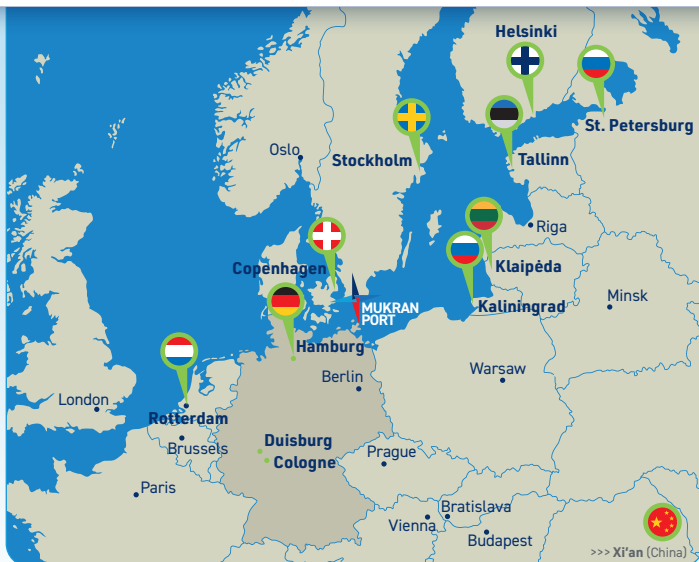 Helsinki
St. Petersburg
Oslo
Stockholm
Tallinn
Riga
Copenhagen
Klaipėda
MUKRAN
PORT
Kaliningrad
Minsk
Hamburg
Berlin
Warsaw
London
Rotterdam
Brussels
Duisburg
Cologne
Prague
Paris
Bratislava
Vienna
Budapest
>>> Xi'an (China)